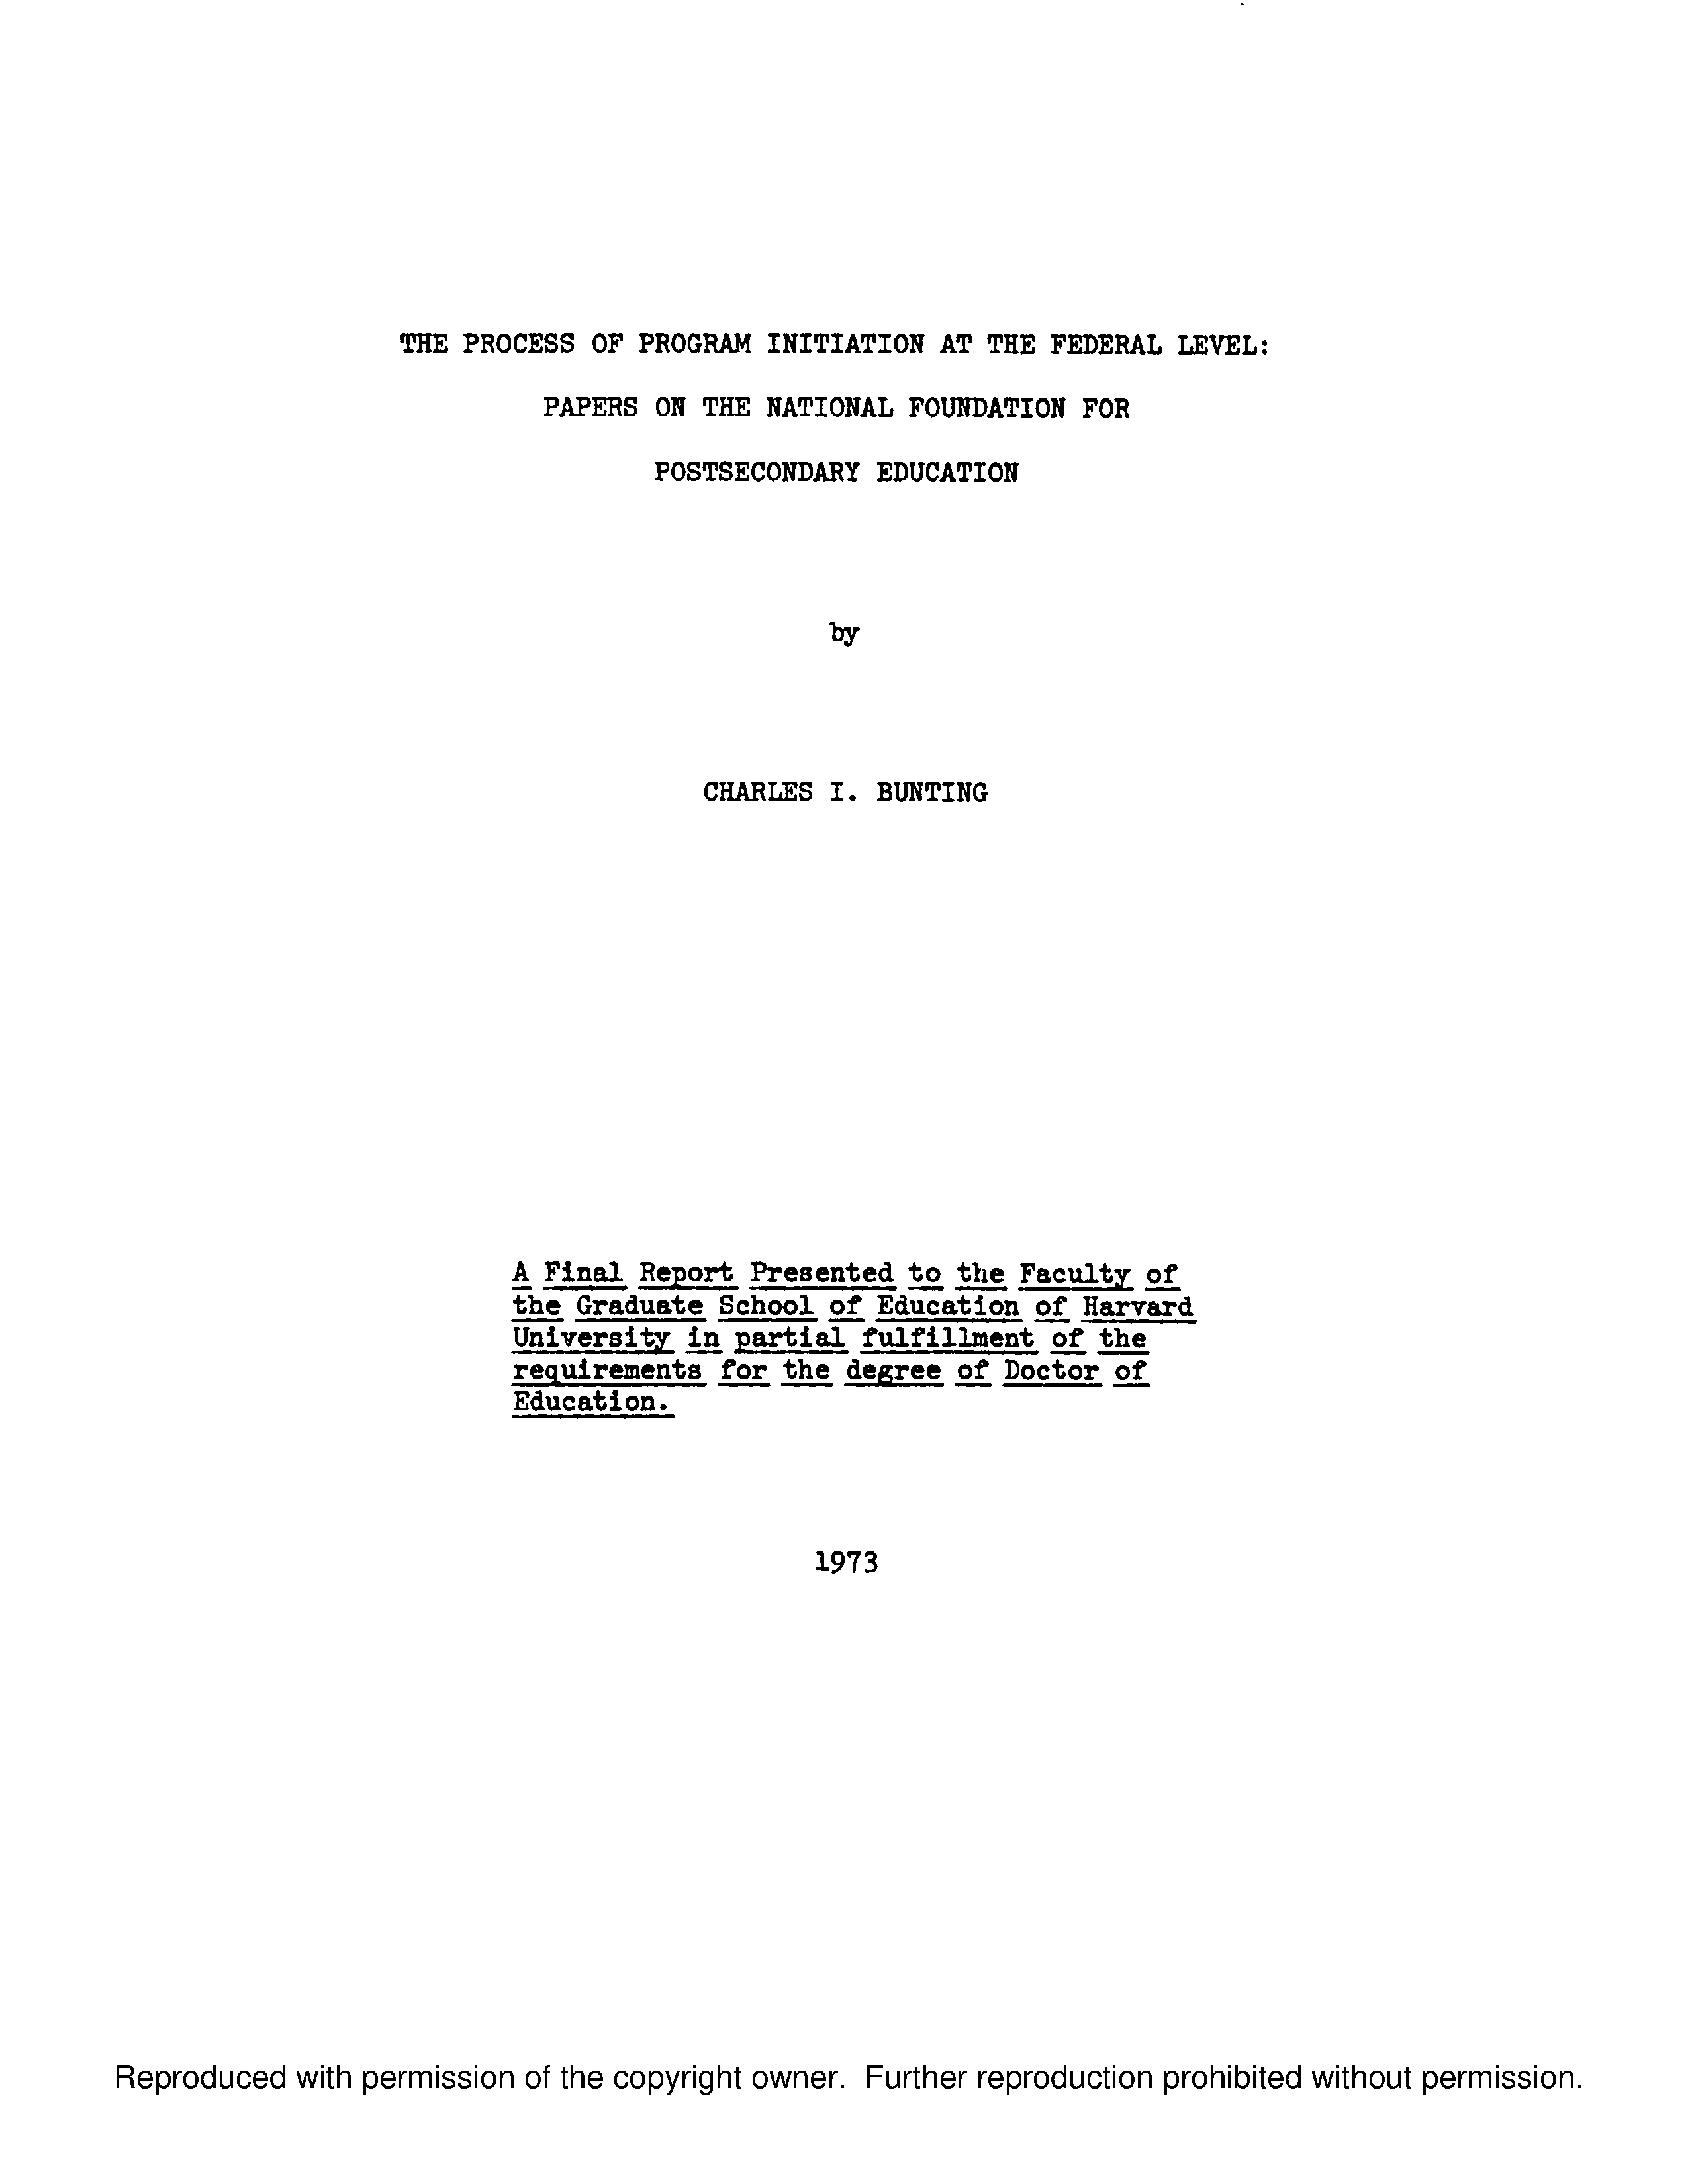 THE PROCESS OF PROGRAM INITIATION AT THE FEDERAL LEVEL:
PAPERS ON THE NATIONAL FOUNDATION FOR
POSTSECONDARY EDUCATION
by
CHARLES I. BUNTING
A Final Report Presented to the Faculty of
the Graduate School of Education of Harvard
University in partial fulfillment of the
requirements for the degree of Doctor of
Education.
1973
Reproduced with permission of the copyright owner. Further reproduction prohibited without permission.